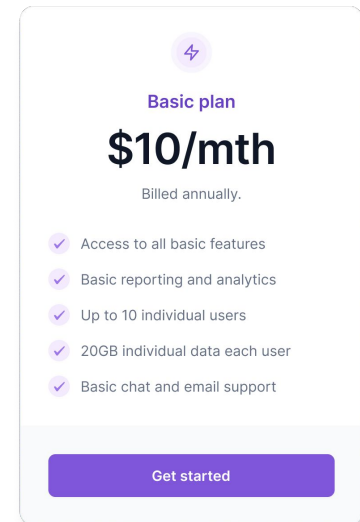 Basic plan
$10/mth
Billed annually.
Access to all basic features
Basic reporting and analytics
Up to 10 individual users
20GB individual data each user
Basic chat and email support
Get started